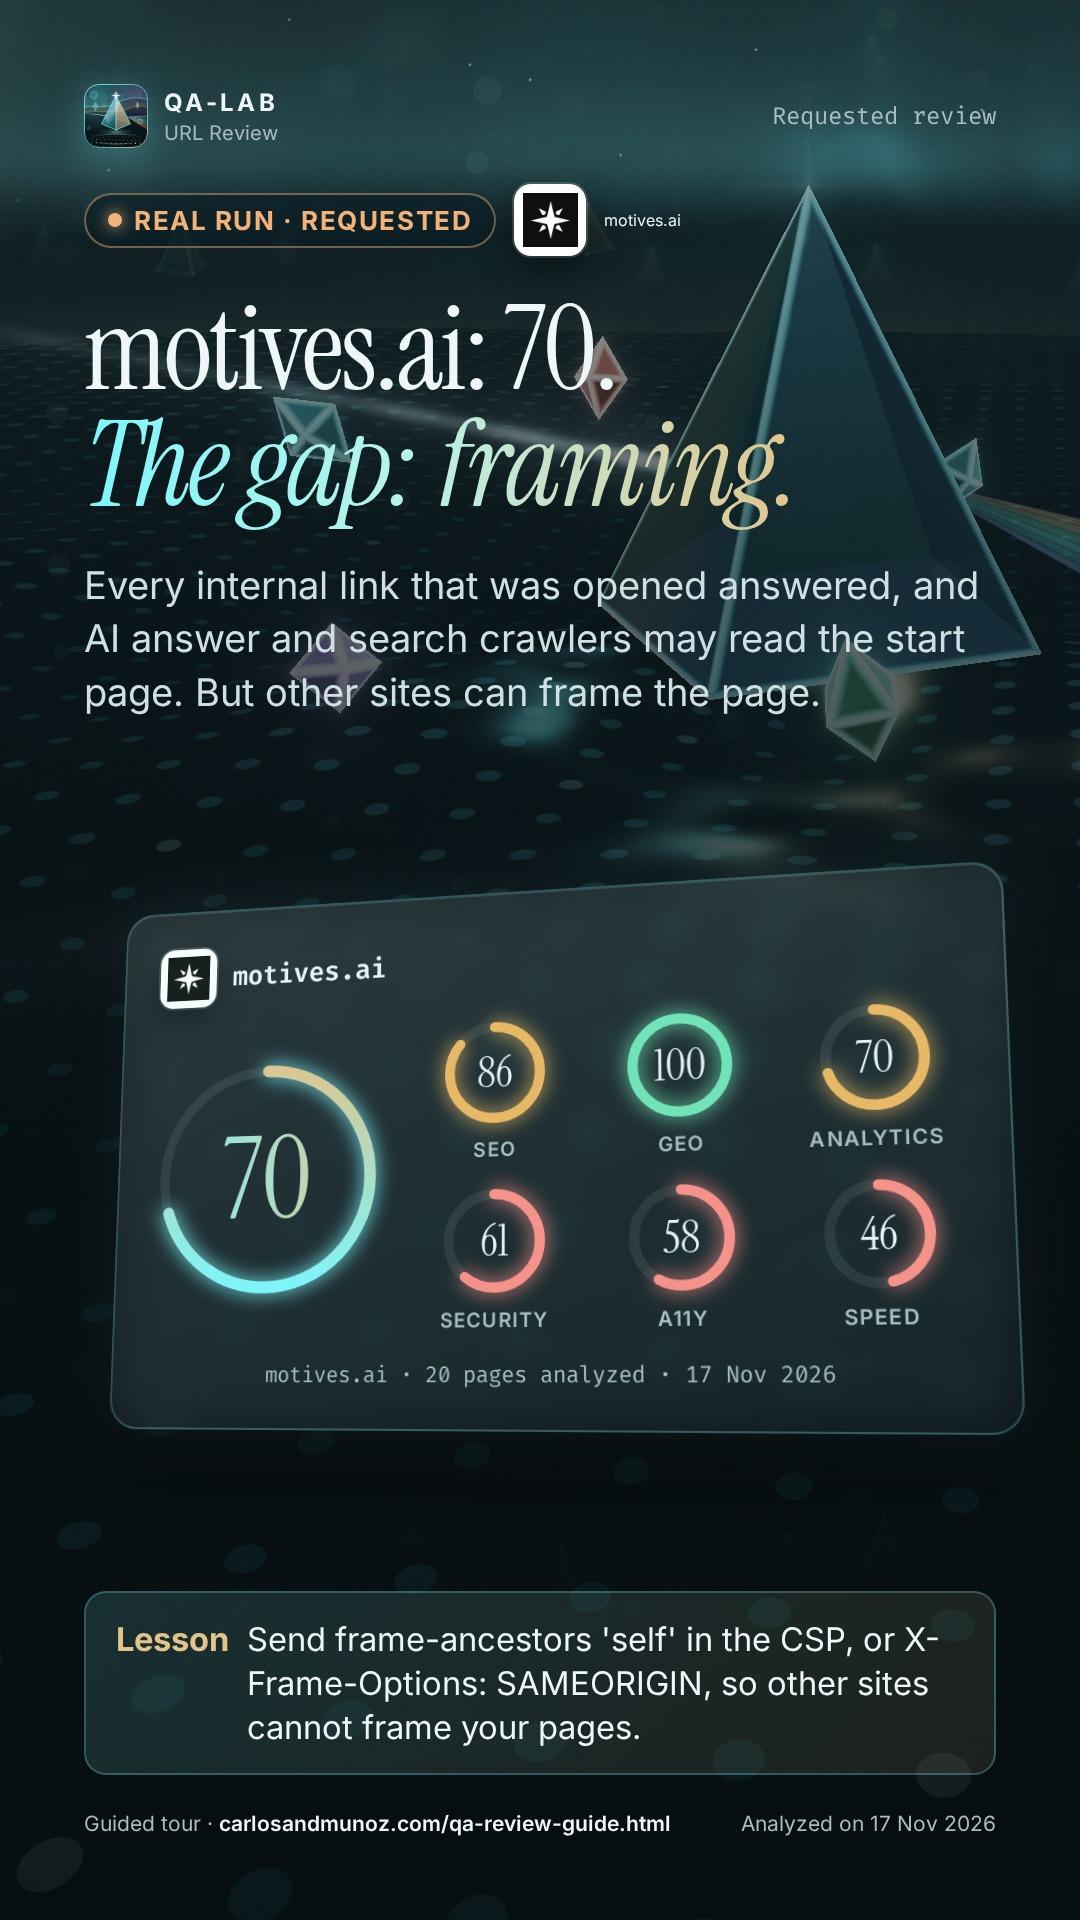 QA-LAB
URL Review
Requested review
REAL RUN · REQUESTED
motives.ai
motives.ai: 70.
The gap: framing.
Every internal link that was opened answered, and
AI answer and search crawlers may read the start
page. But other sites can frame the page.
motives.ai
70
86
SEO
100
GEO
70
ANALYTICS
61
SECURITY
58
A11Y
46
SPEED
motives.ai · 20 pages analyzed · 17 Nov 2026
Lesson Send frame-ancestors 'self' in the CSP, or X-
Frame-Options: SAMEORIGIN, so other sites
cannot frame your pages.
Guided tour · carlosandmunoz.com/qa-review-guide.html
Analyzed on 17 Nov 2026